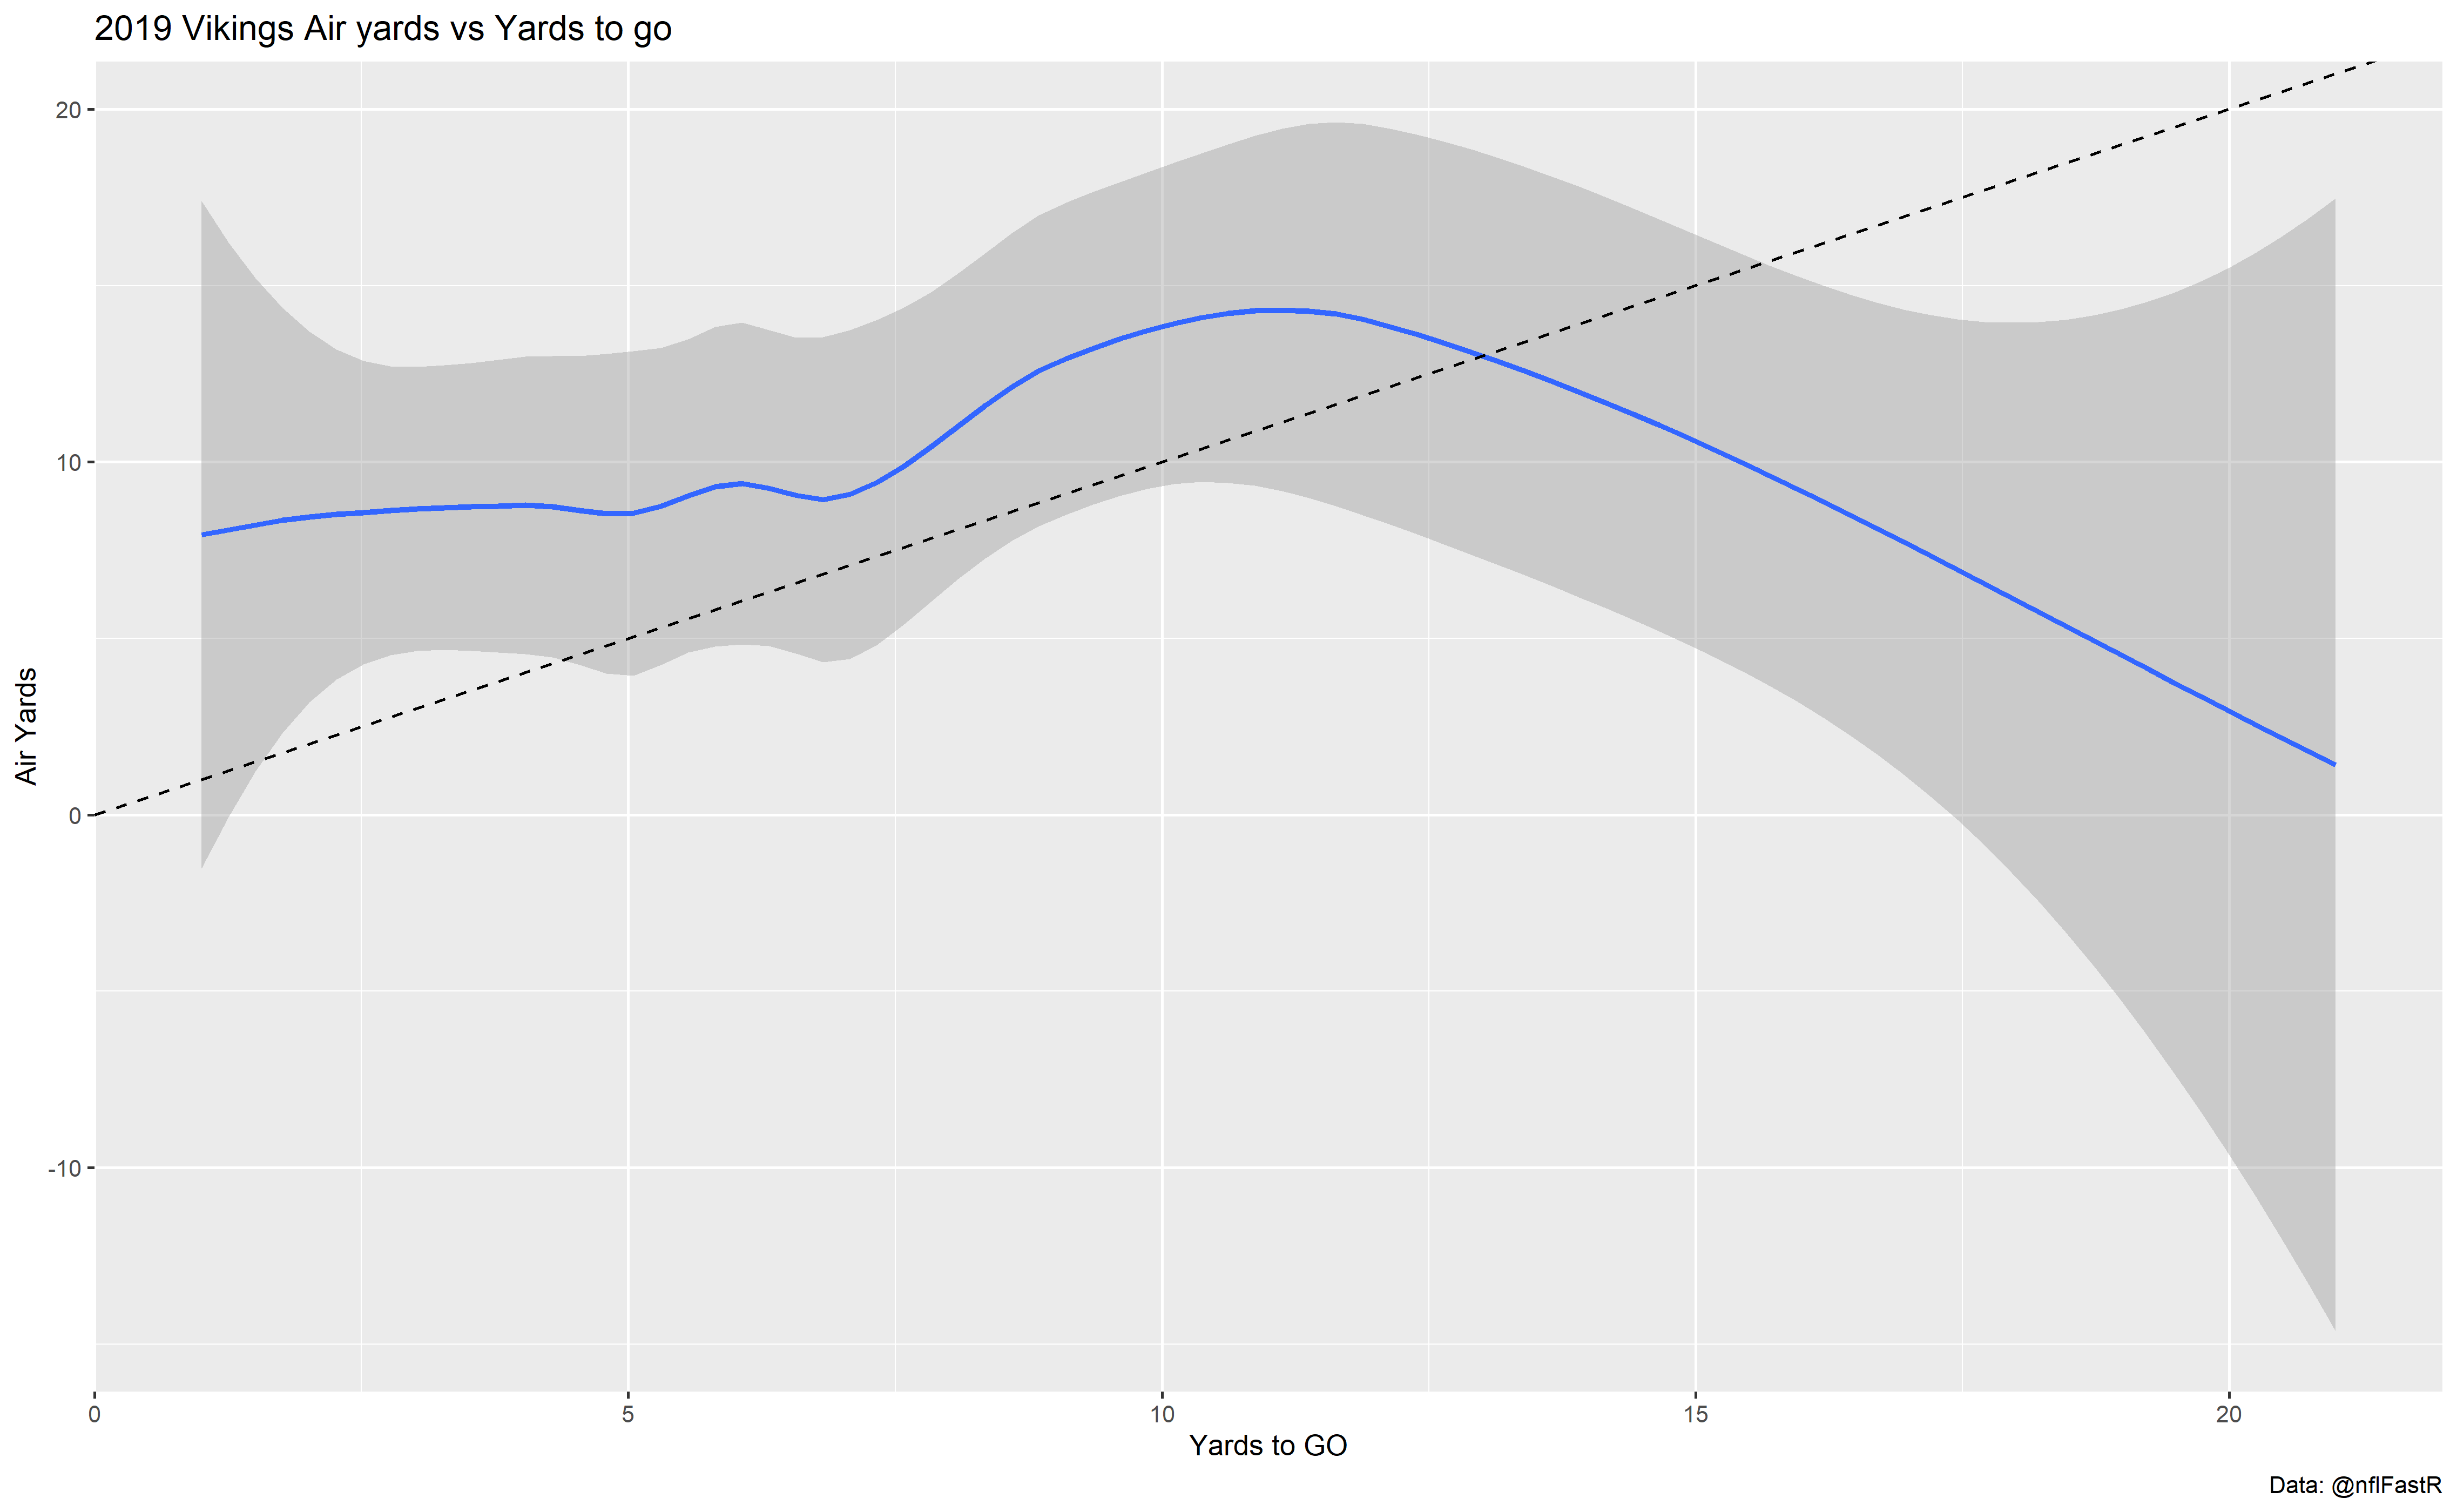 2019 Vikings Air yards vs Yards to go
20
10
0
-10
Air Yards
0 5 10 15 20
Yards to GO
Data: @nflFastR